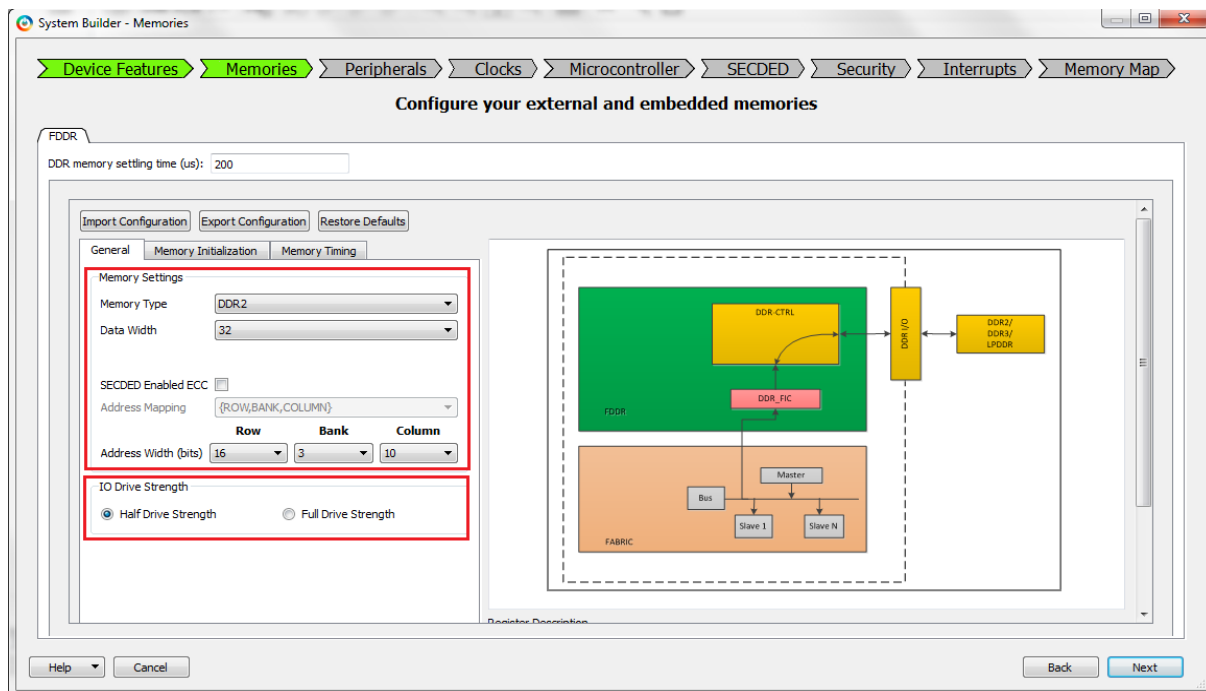 System Builder - Memories
Device Features Memories Peripherals Clocks Microcontroller SECDED Security Interrupts Memory Map
Configure your external and embedded memories
FDDR
DDR memory settling time (us): 200
Import Configuration Export Configuration Restore Defaults
General Memory Initialization Memory Timing
Memory Settings
Memory Type DDR2
Data Width 32
SECDED Enabled ECC
Address Mapping {ROW,BANK,COLUMN}
Row Bank Column
Address Width (bits) 16 3 10
IO Drive Strength
Half Drive Strength Full Drive Strength
DDR-CTRL
DDR I/O
DDR2/
DDR3/
LPDDR
DDR_FIC
FDDR
Master
Bus
Slave 1 Slave N
FABRIC
Register Description
Help Cancel Back Next